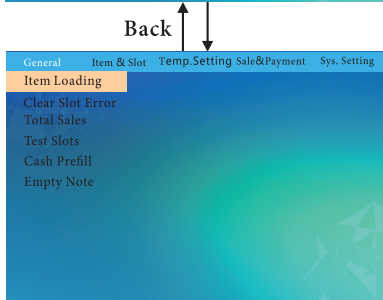 Back
General Item & Slot Temp.Setting Sale&Payment Sys. Setting
Item Loading
Clear Slot Error
Total Sales
Test Slots
Cash Prefill
Empty Note